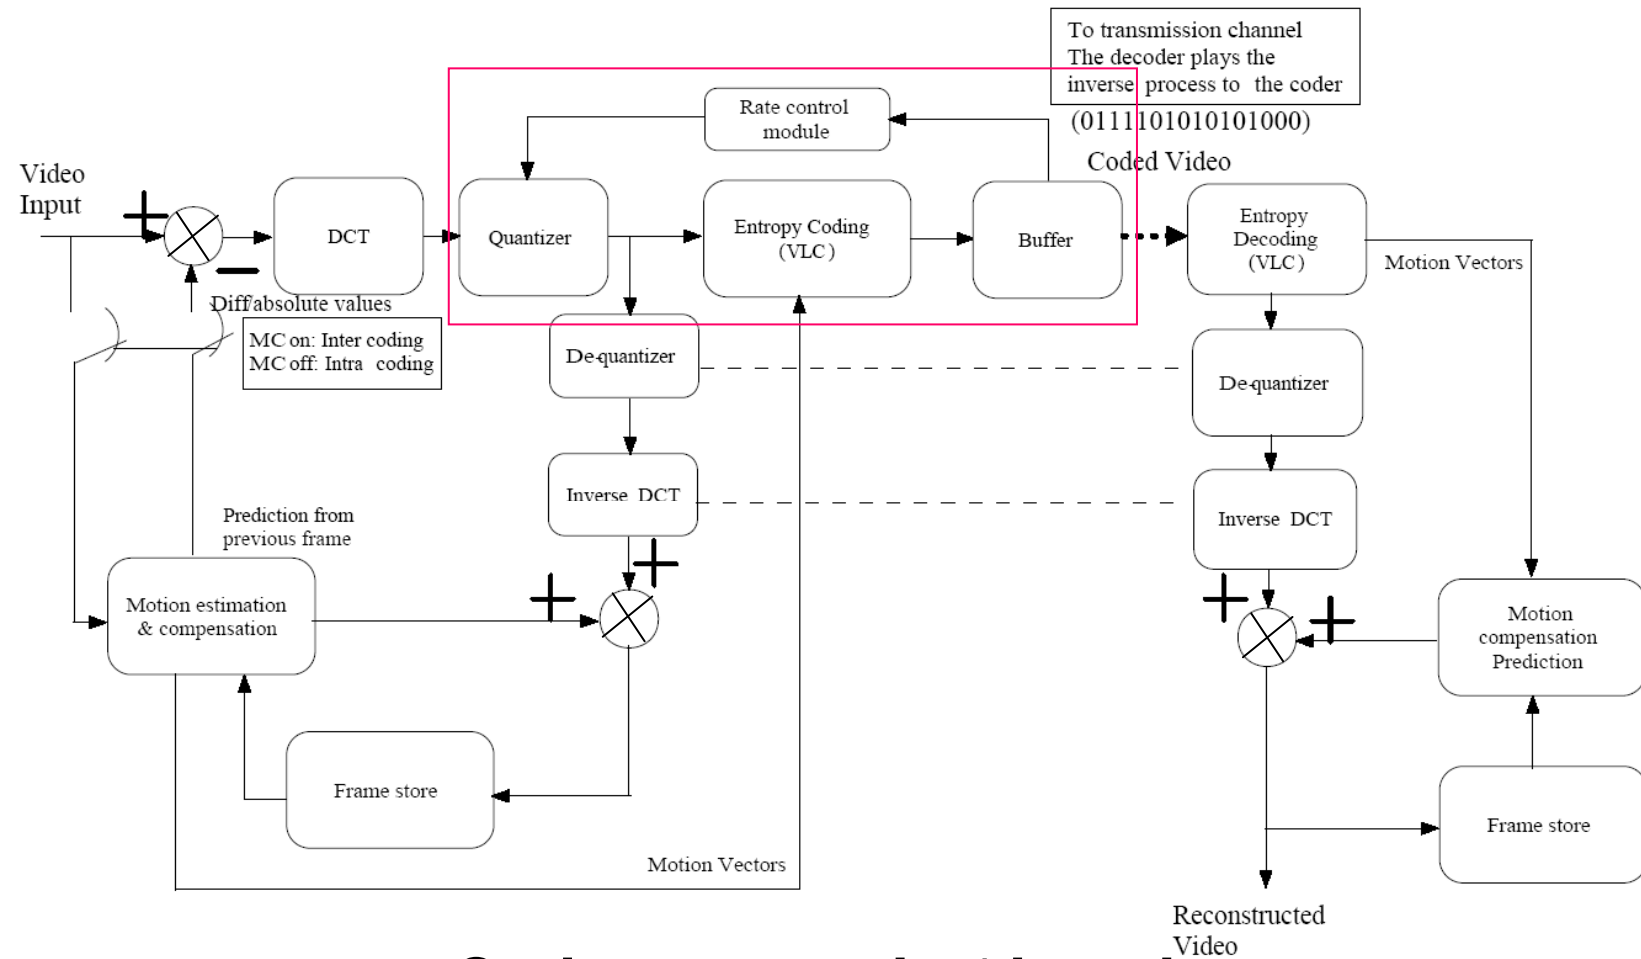 To transmission channel
The decoder plays the
inverse process to the coder
(0111101010101000)
Coded Video
Rate control
module
Video
Input
DCT
Quantizer
Entropy Coding
(VLC)
Buffer
Entropy
Decoding
(VLC)
Motion Vectors
Diff/absolute values
MC on: Inter coding
MC off: Intra coding
De-quantizer
De-quantizer
Inverse DCT
Inverse DCT
Prediction from
previous frame
Motion estimation
& compensation
Motion
compensation
Prediction
Frame store
Frame store
Motion Vectors
Reconstructed
Video